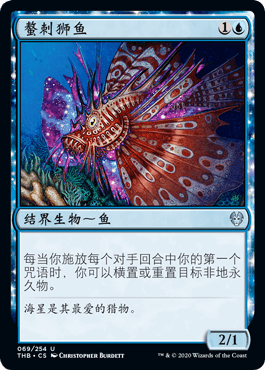 螯刺狮鱼 1
结界生物～鱼
每当你施放每个对手回合中你的第一个
咒语时，你可以横置或重置目标非地永
久物。
海星是其最爱的猎物。
2/1
069/254 U
THB • CS Christopher Burdett
™ & © 2020 Wizards of the Coast